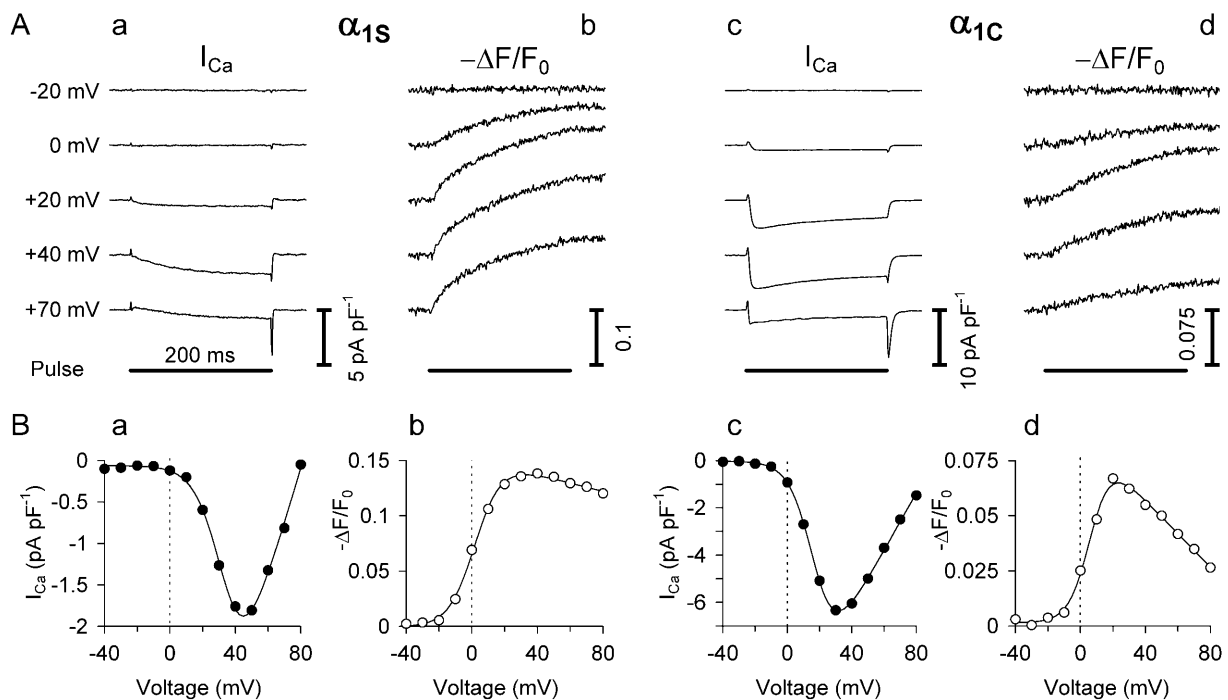 A a α1S b c α1C d
ICa -ΔF/F0 ICa -ΔF/F0
-20 mV
0 mV
+20 mV
+40 mV
+70 mV
5 pA pF-1
0.1
10 pA pF-1
0.075
Pulse 200 ms
B a b c d
ICa (pA pF-1)
0
-0.5
-1
-1.5
-2
-40 0 40 80
Voltage (mV)
-ΔF/F0
0.15
0.1
0.05
0
-40 0 40 80
Voltage (mV)
ICa (pA pF-1)
0
-2
-4
-6
-40 0 40 80
Voltage (mV)
-ΔF/F0
0.075
0.05
0.025
0
-40 0 40 80
Voltage (mV)